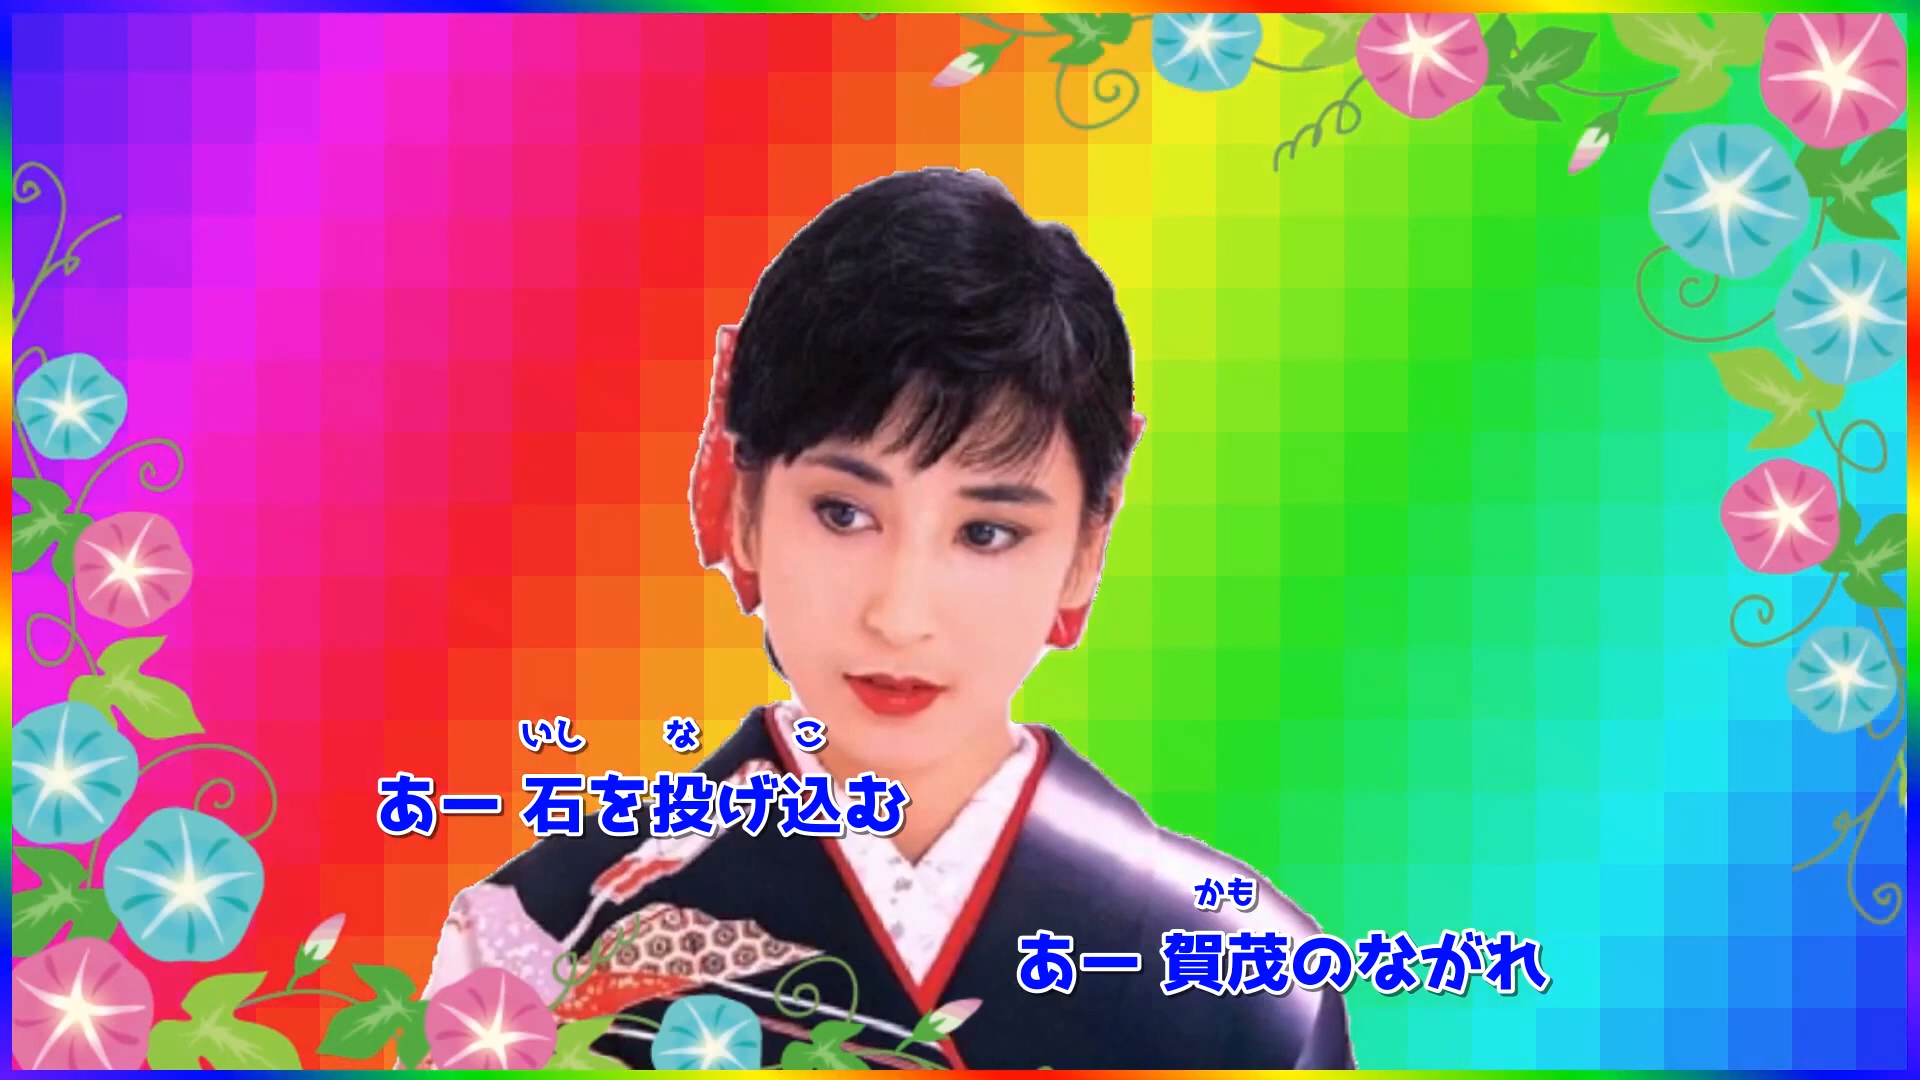 いし な こ
あー 石を投げ込む
かも
あー 賀茂のながれ